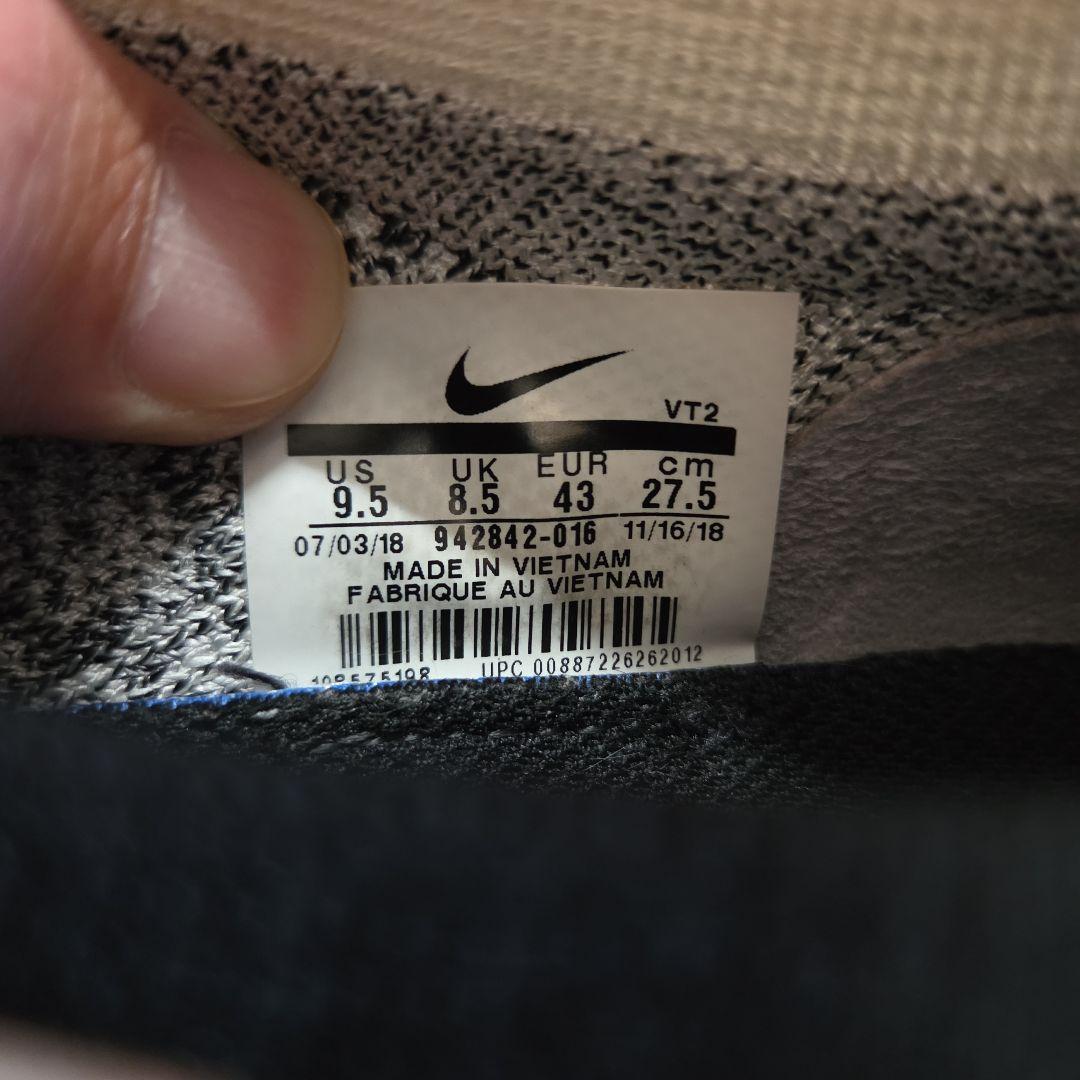 VT2
US UK EUR cm
9.5 8.5 43 27.5
07/03/18 942842-016 11/16/18
MADE IN VIETNAM
FABRIQUE AU VIETNAM
UPC 00887226262012